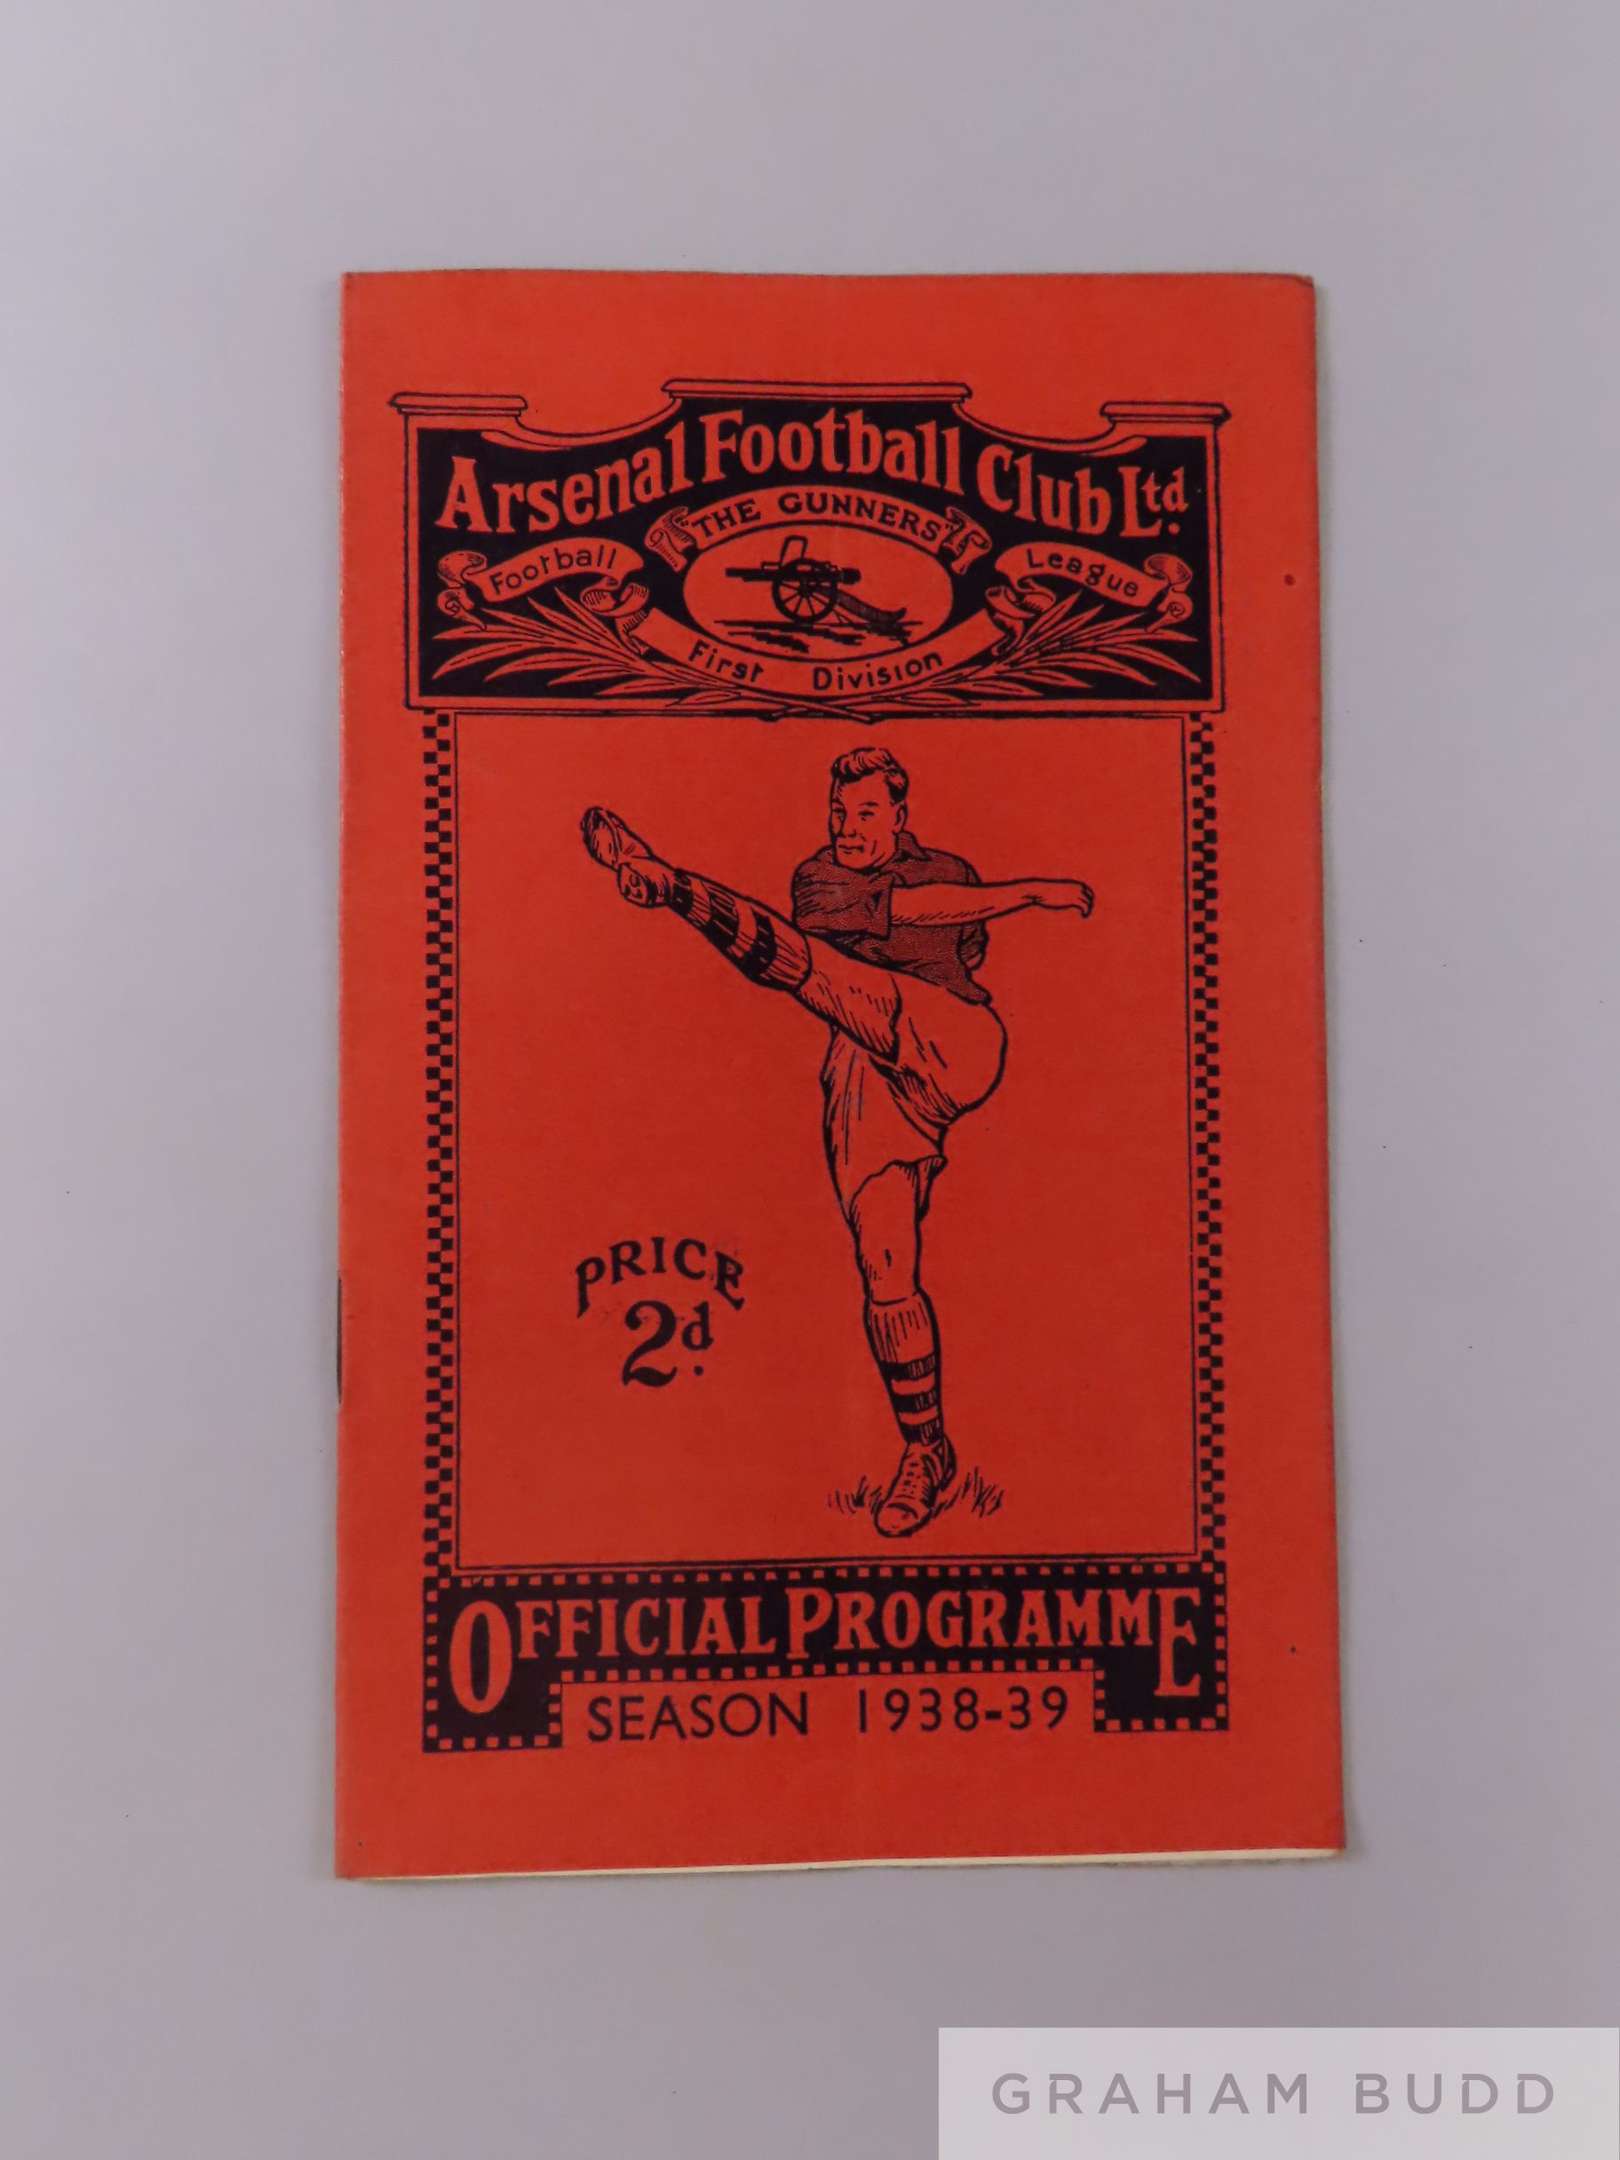 Arsenal Football Club Ltd.
"THE GUNNERS"
Football League
First Division
PRICE
2d.
OFFICIAL PROGRAMME
SEASON 1938-39
GRAHAM BUDD